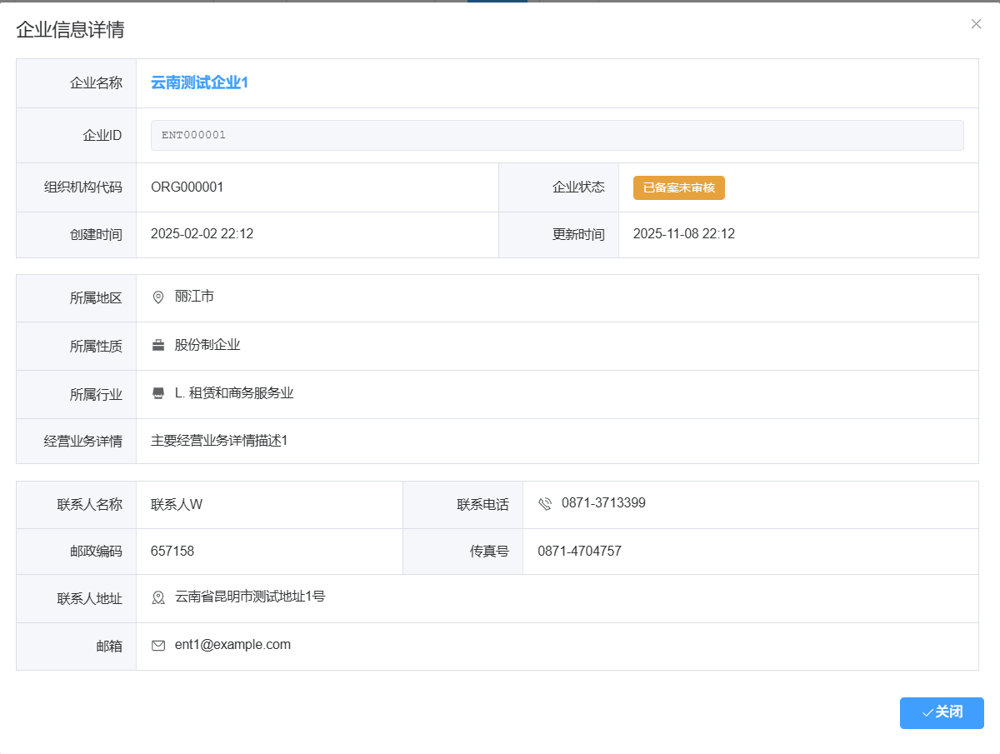 企业信息详情
企业名称 云南测试企业1
企业ID ENT000001
组织机构代码 ORG000001 企业状态 已备案未审核
创建时间 2025-02-02 22:12 更新时间 2025-11-08 22:12
所属地区 丽江市
所属性质 股份制企业
所属行业 L. 租赁和商务服务业
经营业务详情 主要经营业务详情描述1
联系人名称 联系人W 联系电话 0871-3713399
邮政编码 657158 传真号 0871-4704757
联系人地址 云南省昆明市测试地址1号
邮箱 ent1@example.com
关闭